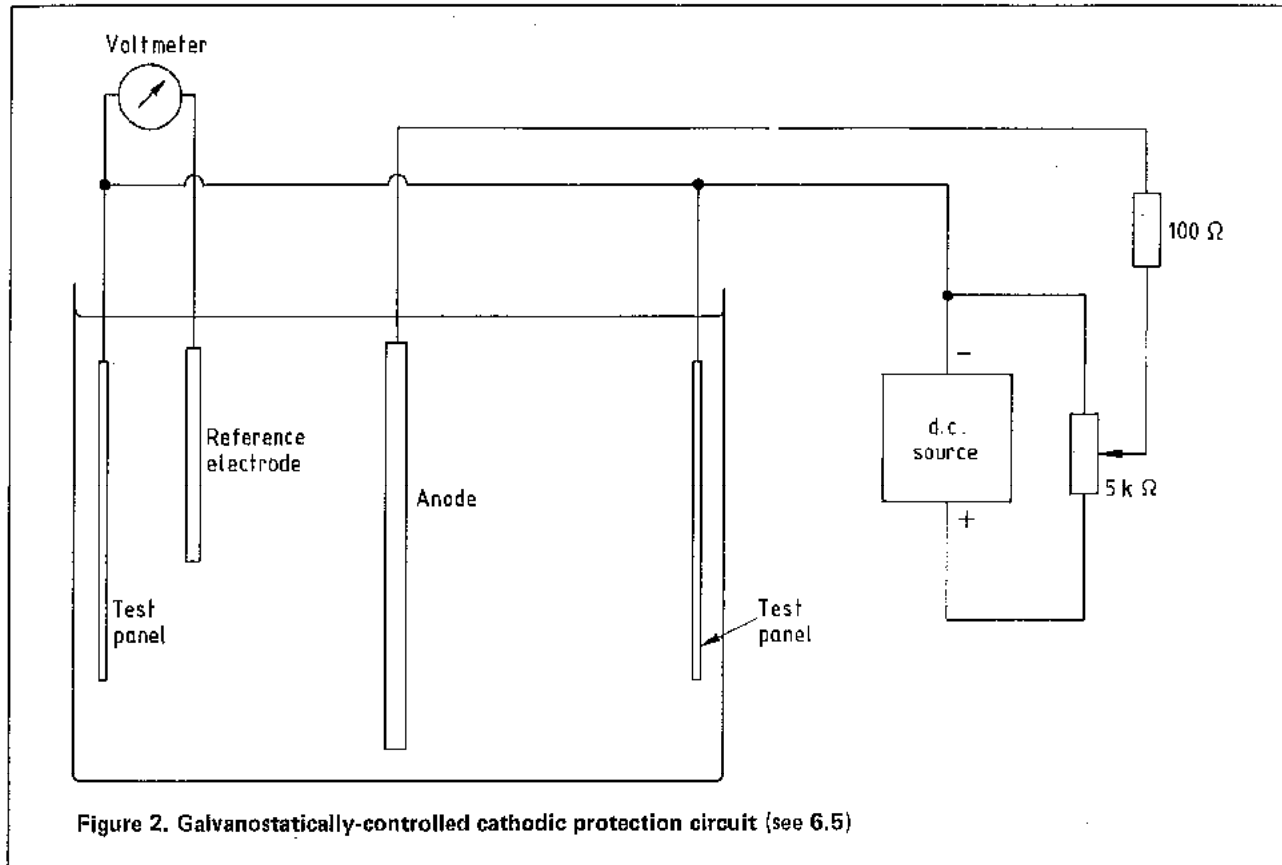 Voltmeter
100 Ω
Reference
electrode
Anode
Test
panel
Test
panel
−
d.c.
source
+
5 k Ω
Figure 2. Galvanostatically-controlled cathodic protection circuit (see 6.5)